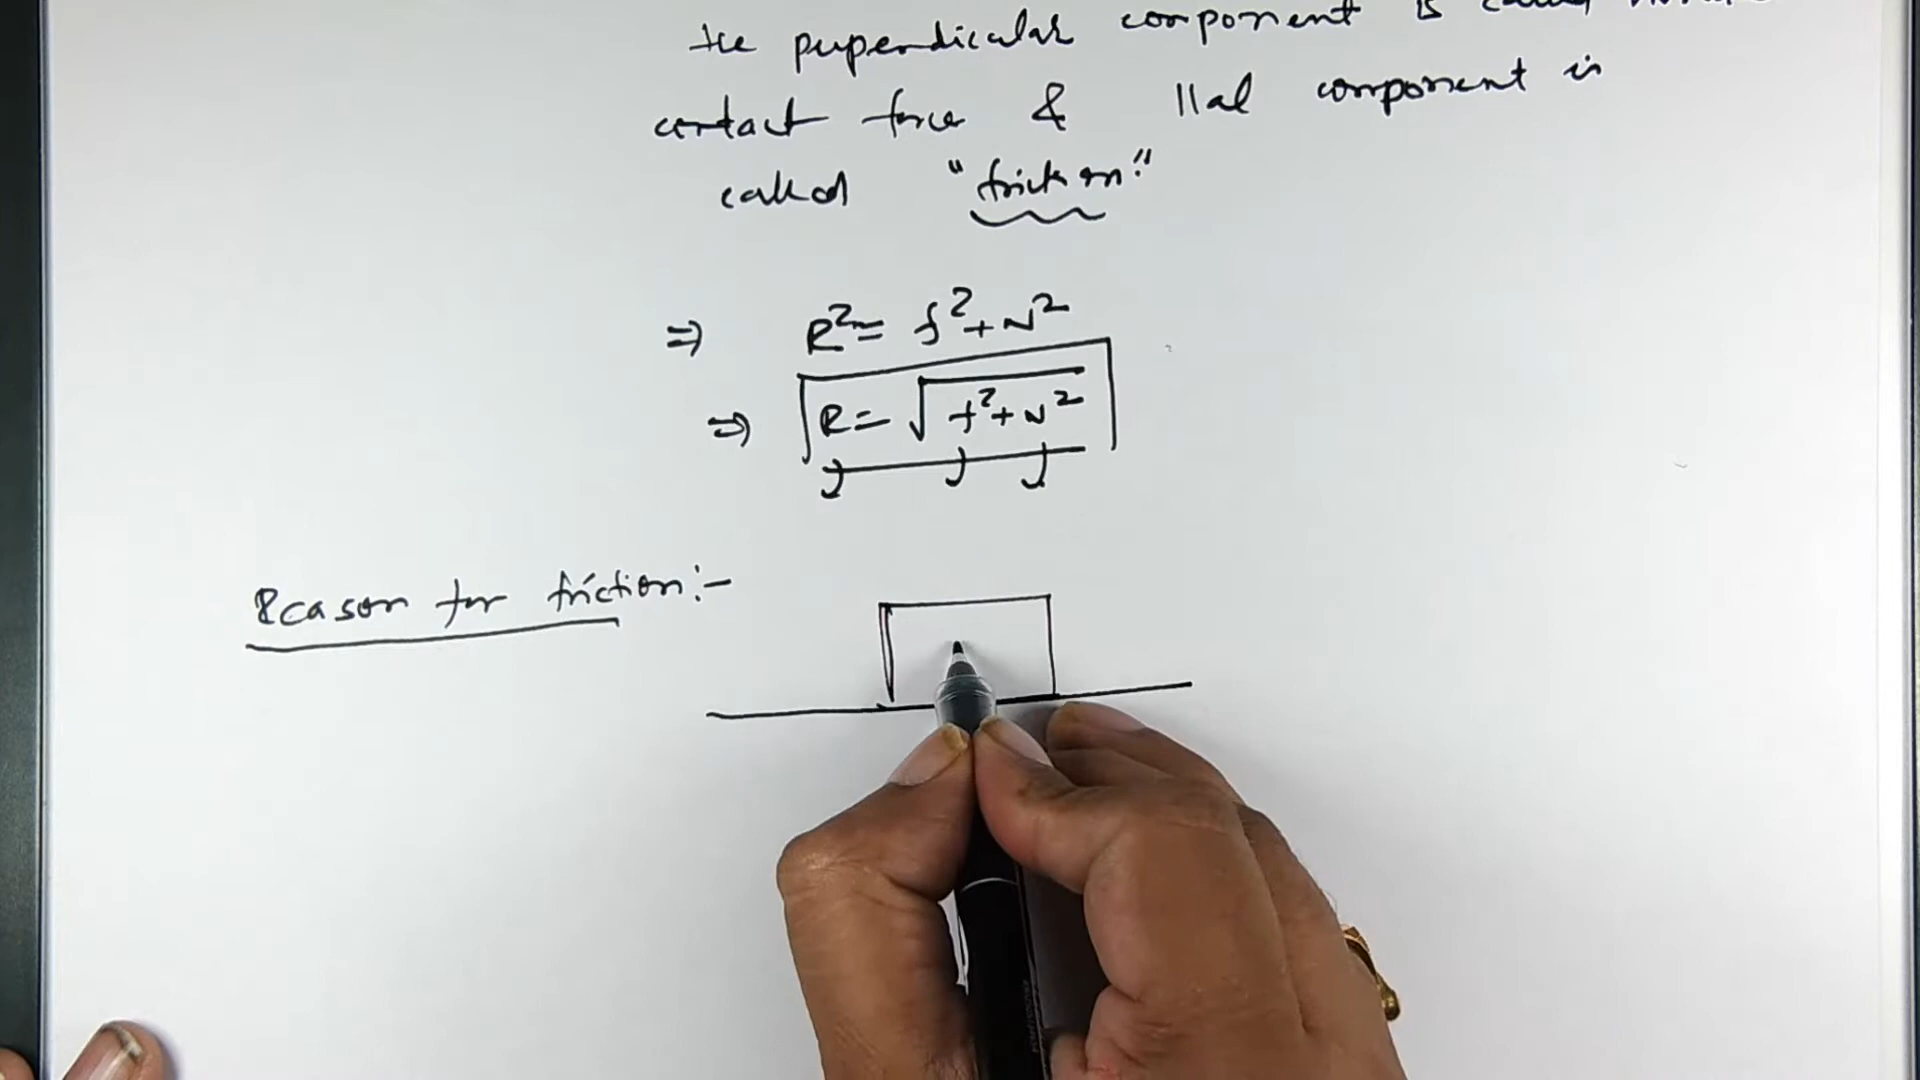 the perpendicular component is called
contact force & ||al component is
called "friction."
⇒ R² = f² + N²
⇒ R = √f² + N²
Reason for friction:-